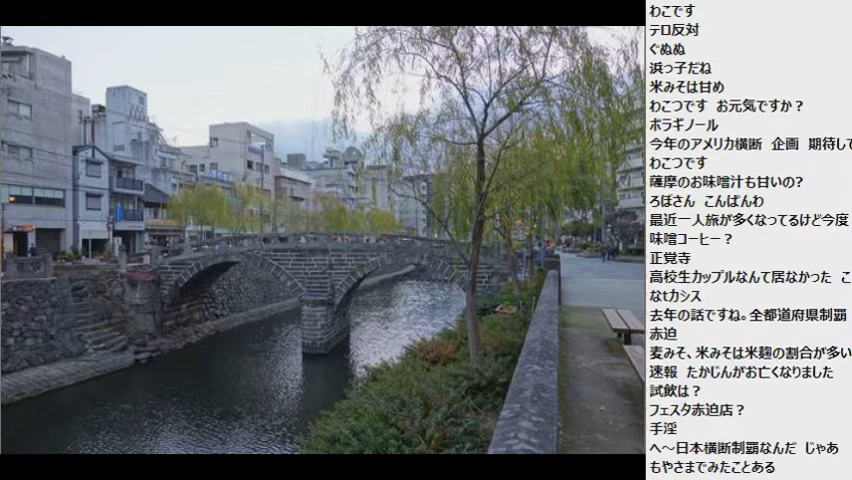 わこです
テロ反対
ぐぬぬ
浜っ子だね
米みそは甘め
わこつです　お元気ですか？
ボラギノール
今年のアメリカ横断　企画　期待して
わこつです
薩摩のお味噌汁も甘いの？
ろぼさん　こんばんわ
最近一人旅が多くなってるけど今度
味噌コーヒー？
正覚寺
高校生カップルなんて居なかった　こ
なtカシス
去年の話ですね。全都道府県制覇
赤迫
麦みそ、米みそは米麹の割合が多い
速報　たかじんがお亡くなりました
試飲は？
フェスタ赤迫店？
手淫
へ～日本横断制覇なんだ　じゃあ
もやさまでみたことある